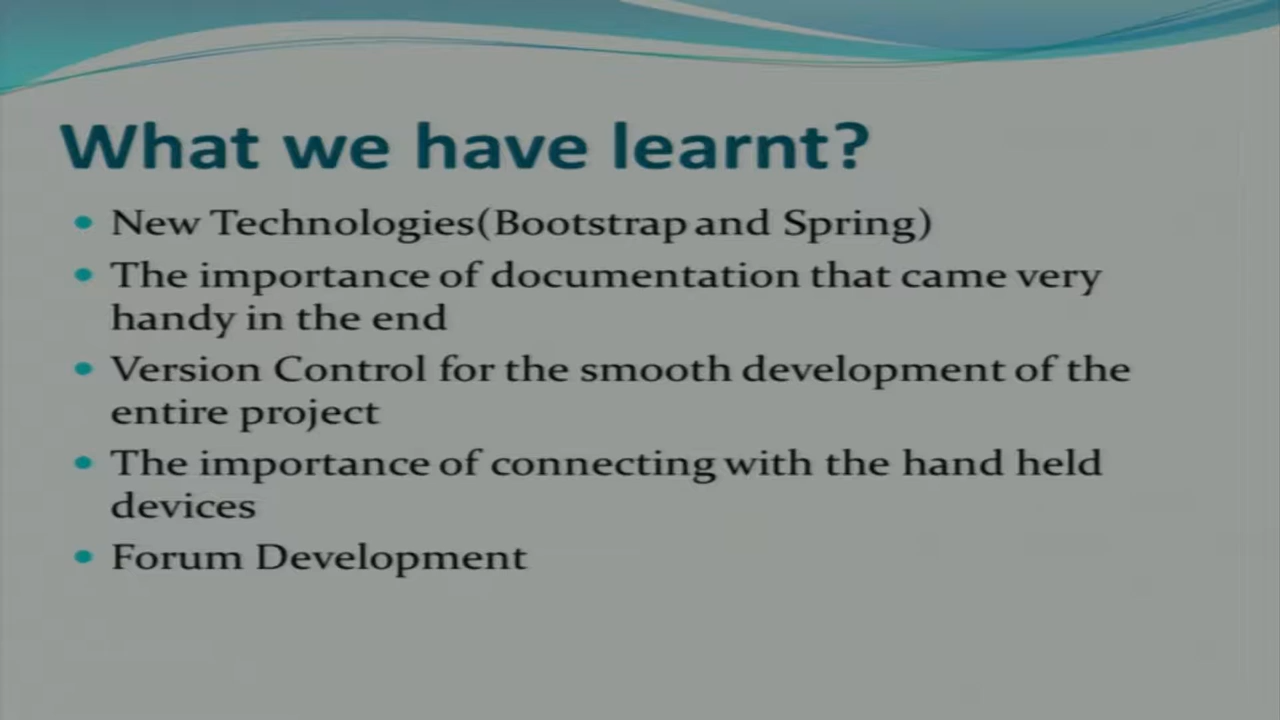 What we have learnt?
New Technologies(Bootstrap and Spring)
The importance of documentation that came very
handy in the end
Version Control for the smooth development of the
entire project
The importance of connecting with the hand held
devices
Forum Development